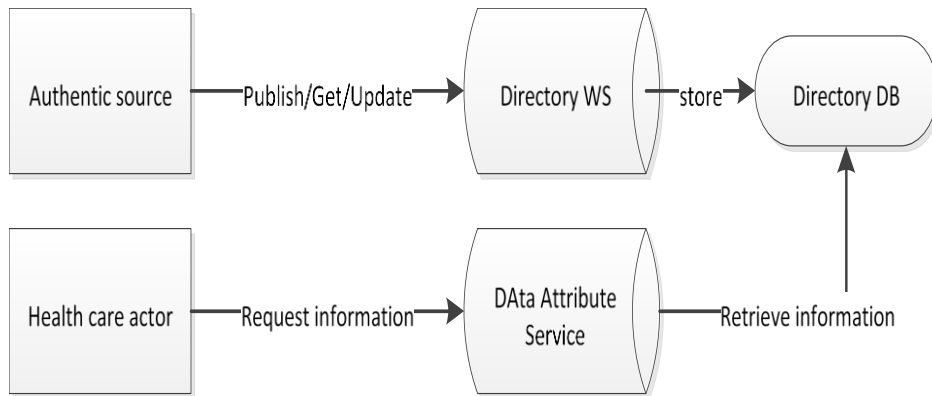 Authentic source
Publish/Get/Update
Directory WS
store
Directory DB
Health care actor
Request information
DAta Attribute
Service
Retrieve information